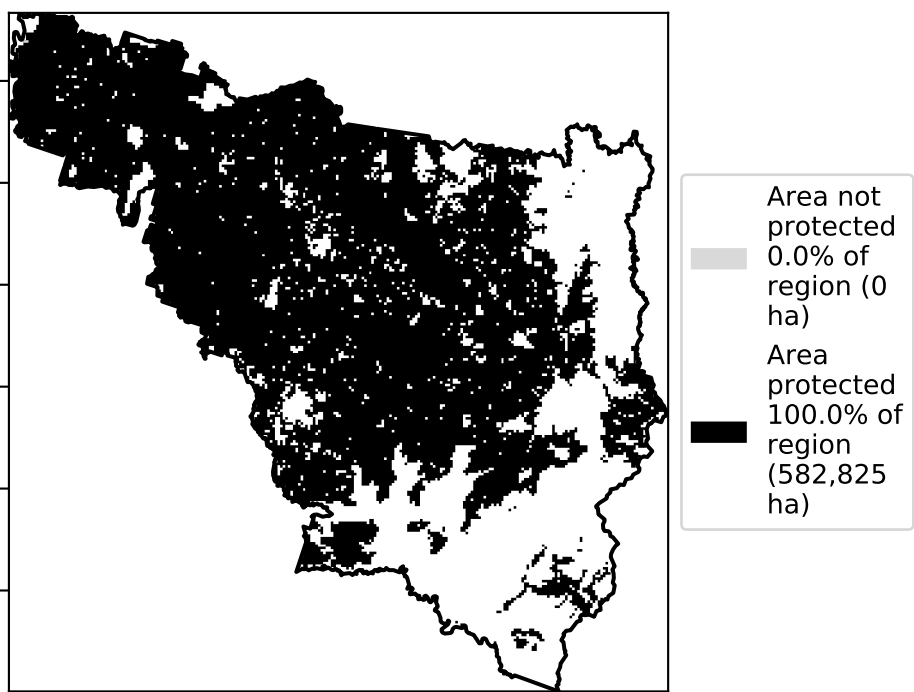 Area not
protected
0.0% of
region (0
ha)
Area
protected
100.0% of
region
(582,825
ha)